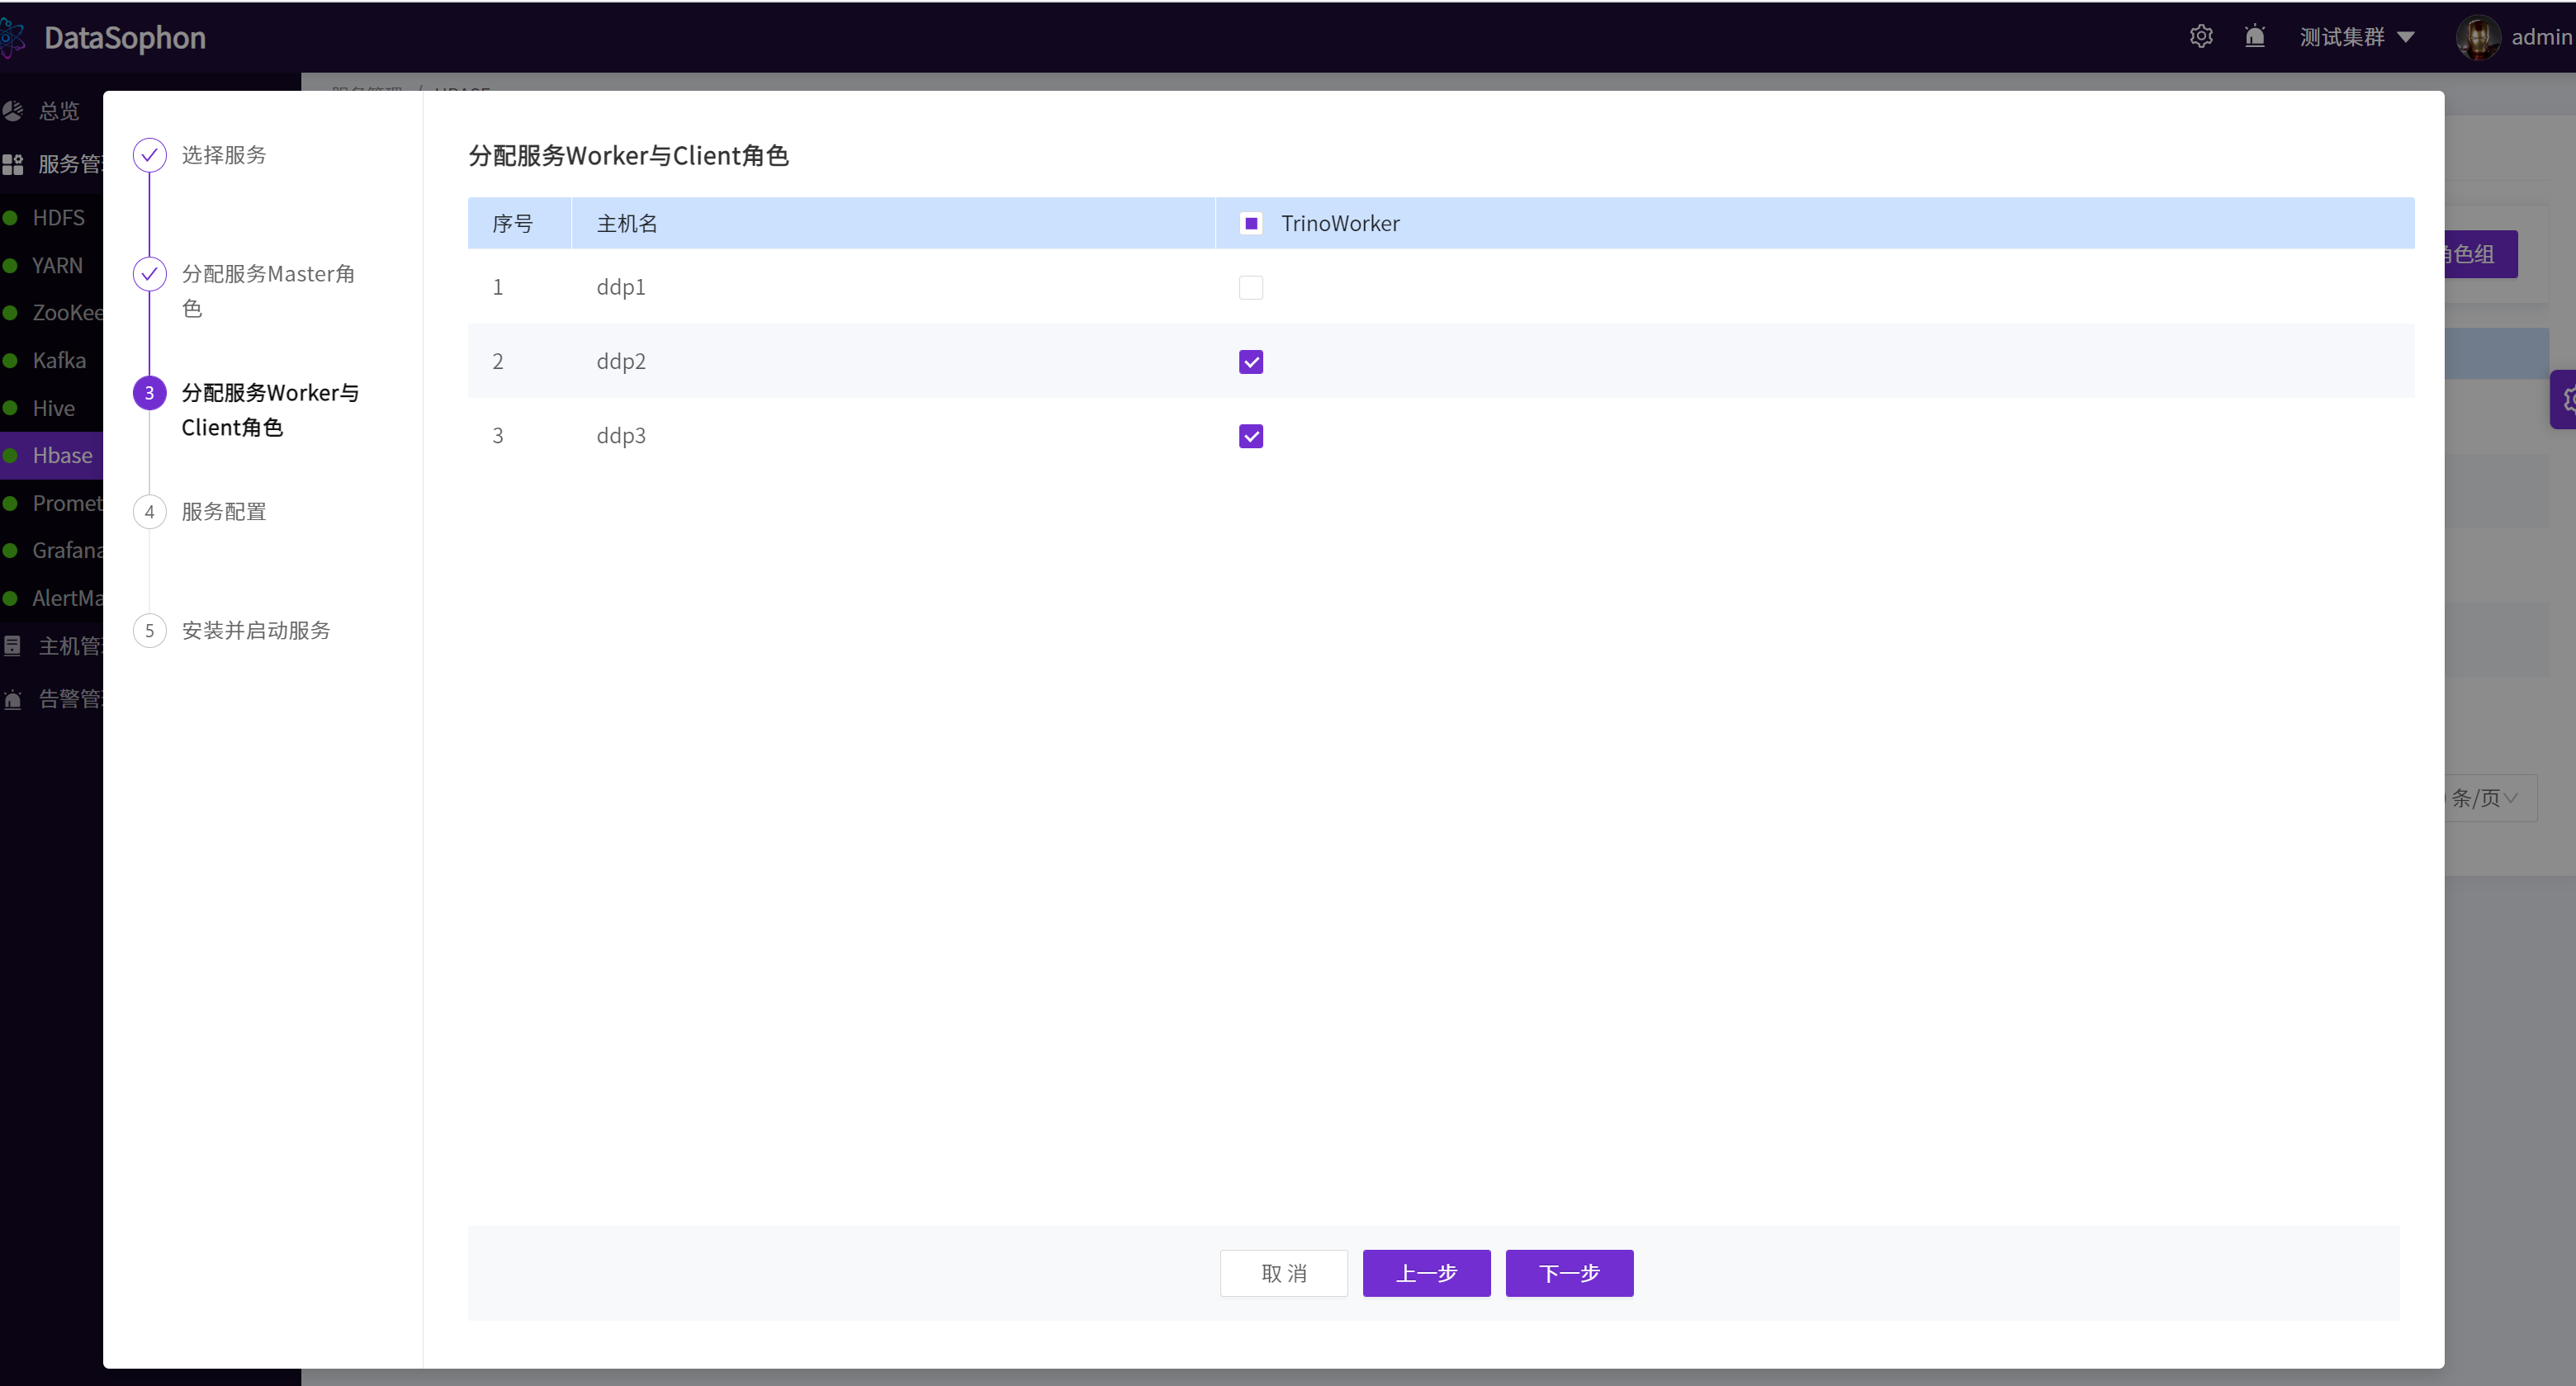 DataSophon
测试集群
admin
总览
服务管
HDFS
YARN
ZooKee
Kafka
Hive
Hbase
Promet
Grafana
AlertMa
主机管
告警管
选择服务
分配服务Master角
色
3
分配服务Worker与
Client角色
4
服务配置
5
安装并启动服务
分配服务Worker与Client角色
序号 主机名 TrinoWorker
1 ddp1
2 ddp2
3 ddp3
取 消 上一步 下一步
角色组
条/页